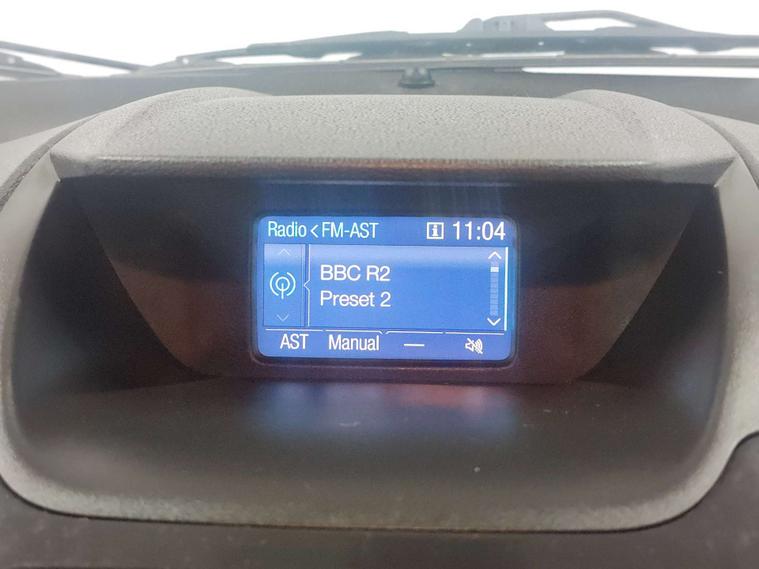 Radio < FM-AST i 11:04
BBC R2
Preset 2
AST Manual —